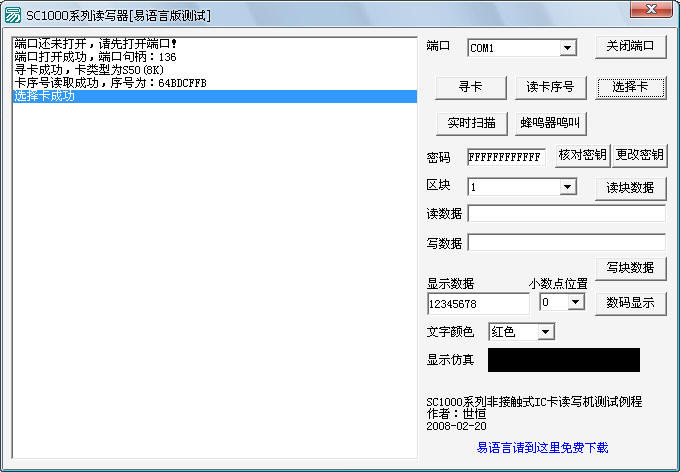 SC1000系列读写器[易语言版测试]
端口还未打开，请先打开端口！
端口打开成功，端口句柄：136
寻卡成功，卡类型为S50(8K)
卡序号读取成功，序号为：64BDCFFB
选择卡成功
端口
COM1
关闭端口
寻卡
读卡序号
选择卡
实时扫描
蜂鸣器鸣叫
密码
FFFFFFFFFFFF
核对密钥
更改密钥
区块
1
读块数据
读数据
写数据
写块数据
显示数据
小数点位置
12345678
0
数码显示
文字颜色
红色
显示仿真
SC1000系列非接触式IC卡读写机测试例程
作者：世恒
2008-02-20
易语言请到这里免费下载